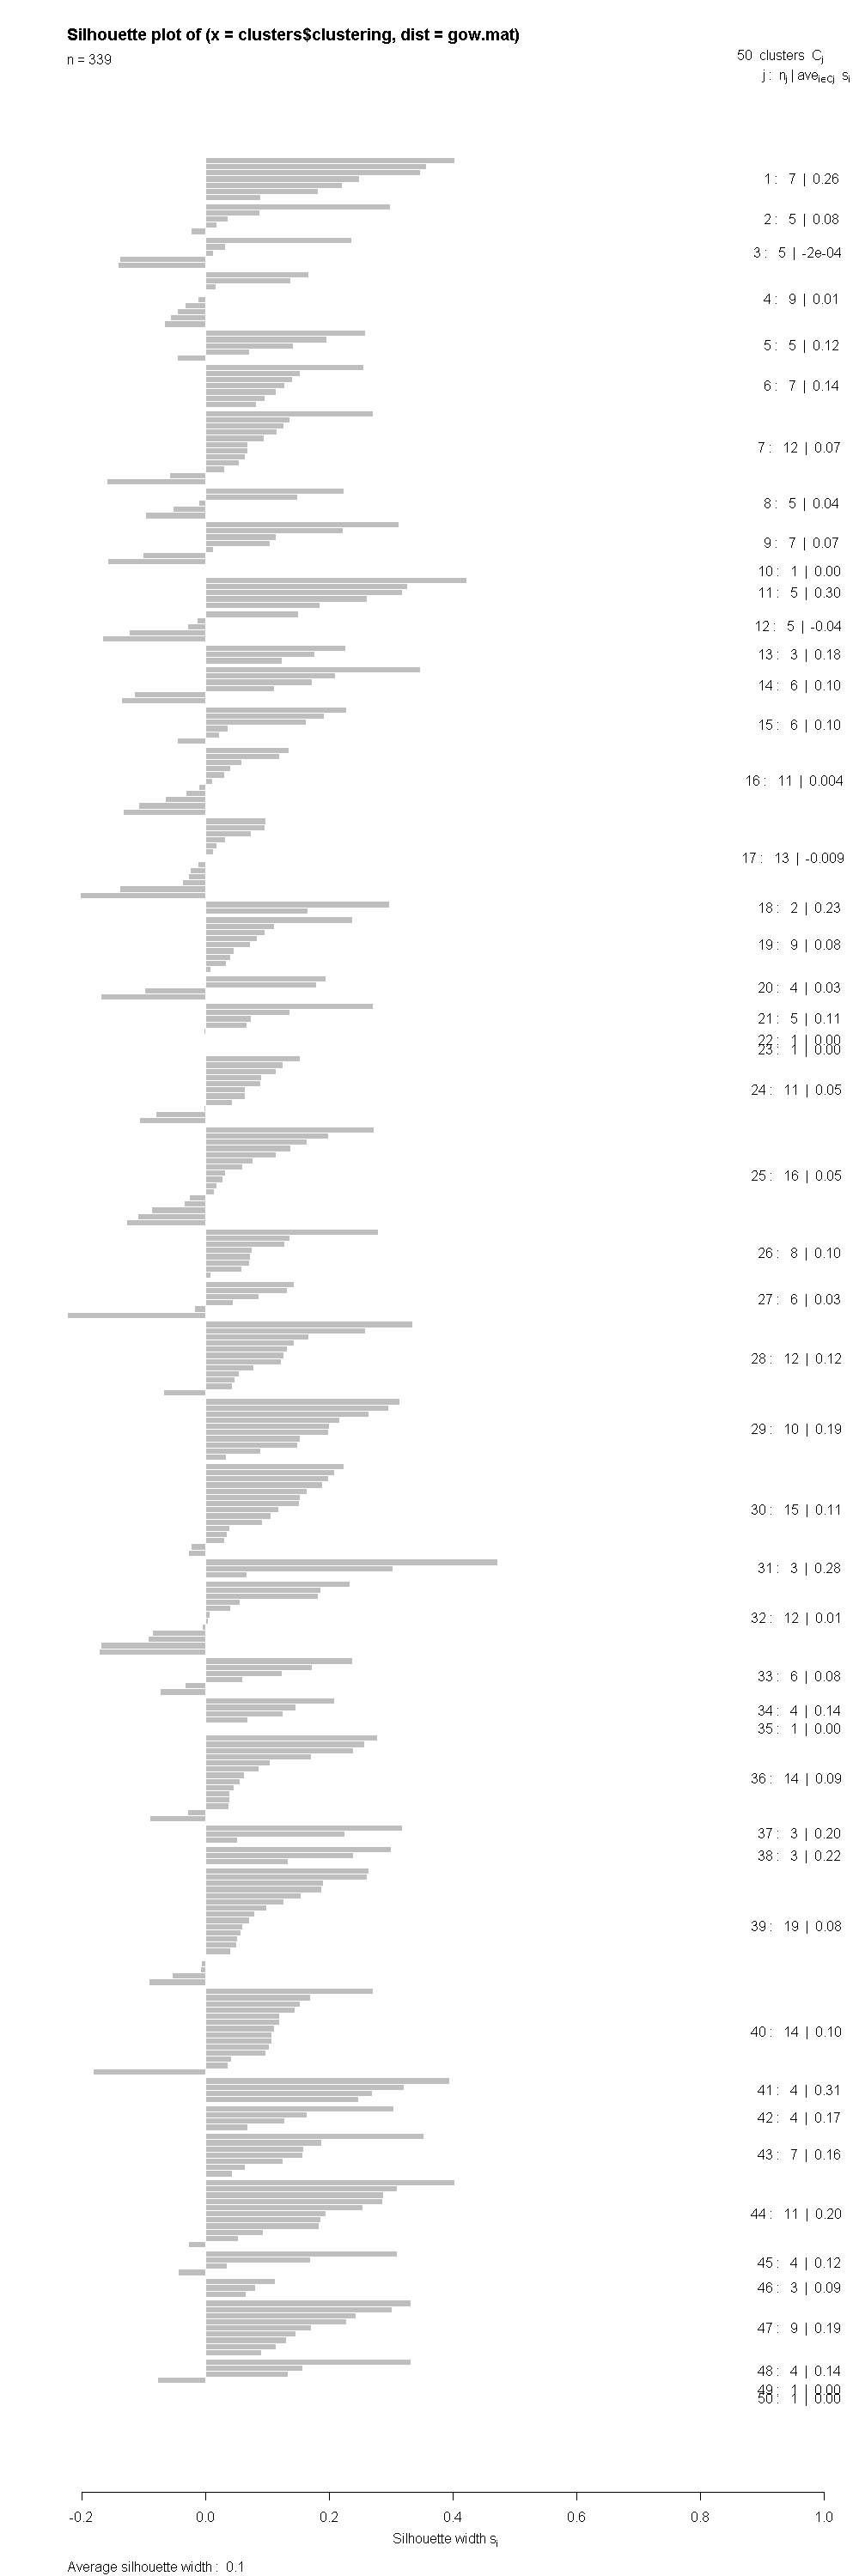 Silhouette plot of (x = clusters$clustering, dist = gow.mat)
n = 339
50 clusters Cj
j : nj | avei∈Cj si
1 : 7 | 0.26
2 : 5 | 0.08
3 : 5 | -2e-04
4 : 9 | 0.01
5 : 5 | 0.12
6 : 7 | 0.14
7 : 12 | 0.07
8 : 5 | 0.04
9 : 7 | 0.07
10 : 1 | 0.00
11 : 5 | 0.30
12 : 5 | -0.04
13 : 3 | 0.18
14 : 6 | 0.10
15 : 6 | 0.10
16 : 11 | 0.004
17 : 13 | -0.009
18 : 2 | 0.23
19 : 9 | 0.08
20 : 4 | 0.03
21 : 5 | 0.11
22 : 1 | 0.00
23 : 1 | 0.00
24 : 11 | 0.05
25 : 16 | 0.05
26 : 8 | 0.10
27 : 6 | 0.03
28 : 12 | 0.12
29 : 10 | 0.19
30 : 15 | 0.11
31 : 3 | 0.28
32 : 12 | 0.01
33 : 6 | 0.08
34 : 4 | 0.14
35 : 1 | 0.00
36 : 14 | 0.09
37 : 3 | 0.20
38 : 3 | 0.22
39 : 19 | 0.08
40 : 14 | 0.10
41 : 4 | 0.31
42 : 4 | 0.17
43 : 7 | 0.16
44 : 11 | 0.20
45 : 4 | 0.12
46 : 3 | 0.09
47 : 9 | 0.19
48 : 4 | 0.14
49 : 1 | 0.00
50 : 1 | 0.00
-0.2 0.0 0.2 0.4 0.6 0.8 1.0
Silhouette width si
Average silhouette width : 0.1